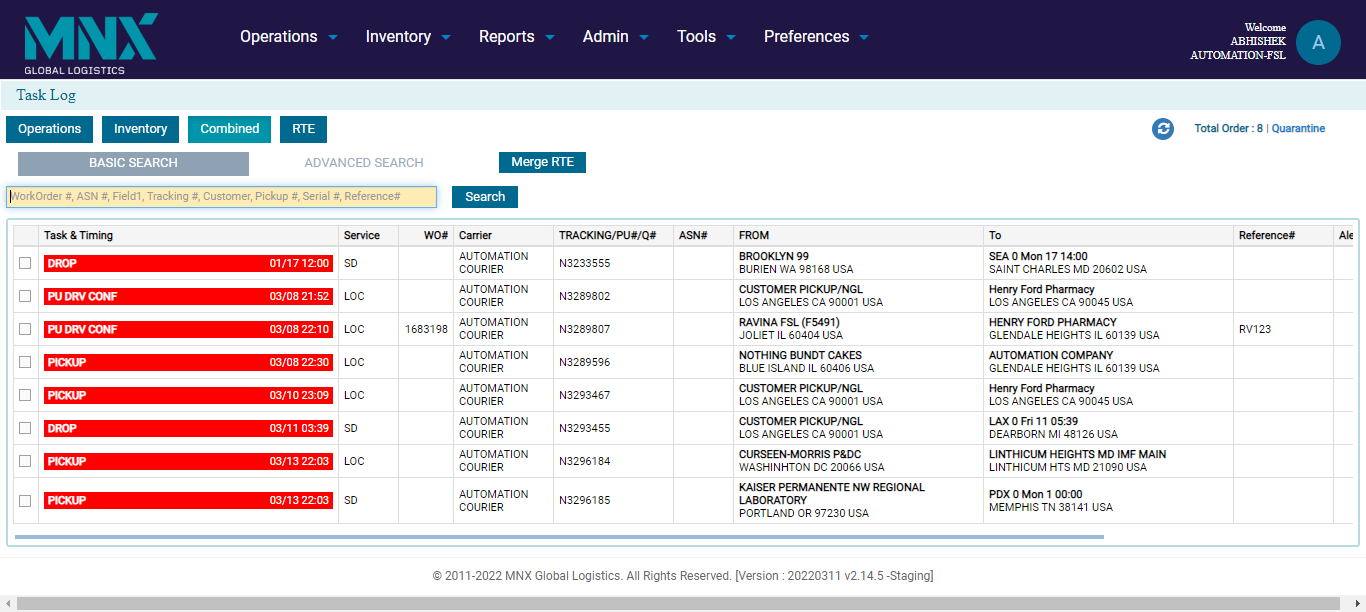 MNX
GLOBAL LOGISTICS
Operations Inventory Reports Admin Tools Preferences
Welcome
ABHISHEK
AUTOMATION-FSL
A
Task Log
Operations Inventory Combined RTE
Total Order : 8 | Quarantine
BASIC SEARCH ADVANCED SEARCH Merge RTE
WorkOrder #, ASN #, Field1, Tracking #, Customer, Pickup #, Serial #, Reference# Search
Task & Timing Service WO# Carrier TRACKING/PU#/Q# ASN# FROM To Reference# Ale
DROP 01/17 12:00 SD AUTOMATION COURIER N3233555 BROOKLYN 99 BURIEN WA 98168 USA SEA 0 Mon 17 14:00 SAINT CHARLES MD 20602 USA
PU DRV CONF 03/08 21:52 LOC AUTOMATION COURIER N3289802 CUSTOMER PICKUP/NGL LOS ANGELES CA 90001 USA Henry Ford Pharmacy LOS ANGELES CA 90045 USA
PU DRV CONF 03/08 22:10 LOC 1683198 AUTOMATION COURIER N3289807 RAVINA FSL (F5491) JOLIET IL 60404 USA HENRY FORD PHARMACY GLENDALE HEIGHTS IL 60139 USA RV123
PICKUP 03/08 22:30 LOC AUTOMATION COURIER N3289596 NOTHING BUNDT CAKES BLUE ISLAND IL 60406 USA AUTOMATION COMPANY GLENDALE HEIGHTS IL 60139 USA
PICKUP 03/10 23:09 LOC AUTOMATION COURIER N3293467 CUSTOMER PICKUP/NGL LOS ANGELES CA 90001 USA Henry Ford Pharmacy LOS ANGELES CA 90045 USA
DROP 03/11 03:39 SD AUTOMATION COURIER N3293455 CUSTOMER PICKUP/NGL LOS ANGELES CA 90001 USA LAX 0 Fri 11 05:39 DEARBORN MI 48126 USA
PICKUP 03/13 22:03 LOC AUTOMATION COURIER N3296184 CURSEEN-MORRIS P&DC WASHINHTON DC 20066 USA LINTHICUM HEIGHTS MD IMF MAIN LINTHICUM HTS MD 21090 USA
PICKUP 03/13 22:03 SD AUTOMATION COURIER N3296185 KAISER PERMANENTE NW REGIONAL LABORATORY PORTLAND OR 97230 USA PDX 0 Mon 1 00:00 MEMPHIS TN 38141 USA
© 2011-2022 MNX Global Logistics. All Rights Reserved. [Version : 20220311 v2.14.5 -Staging]